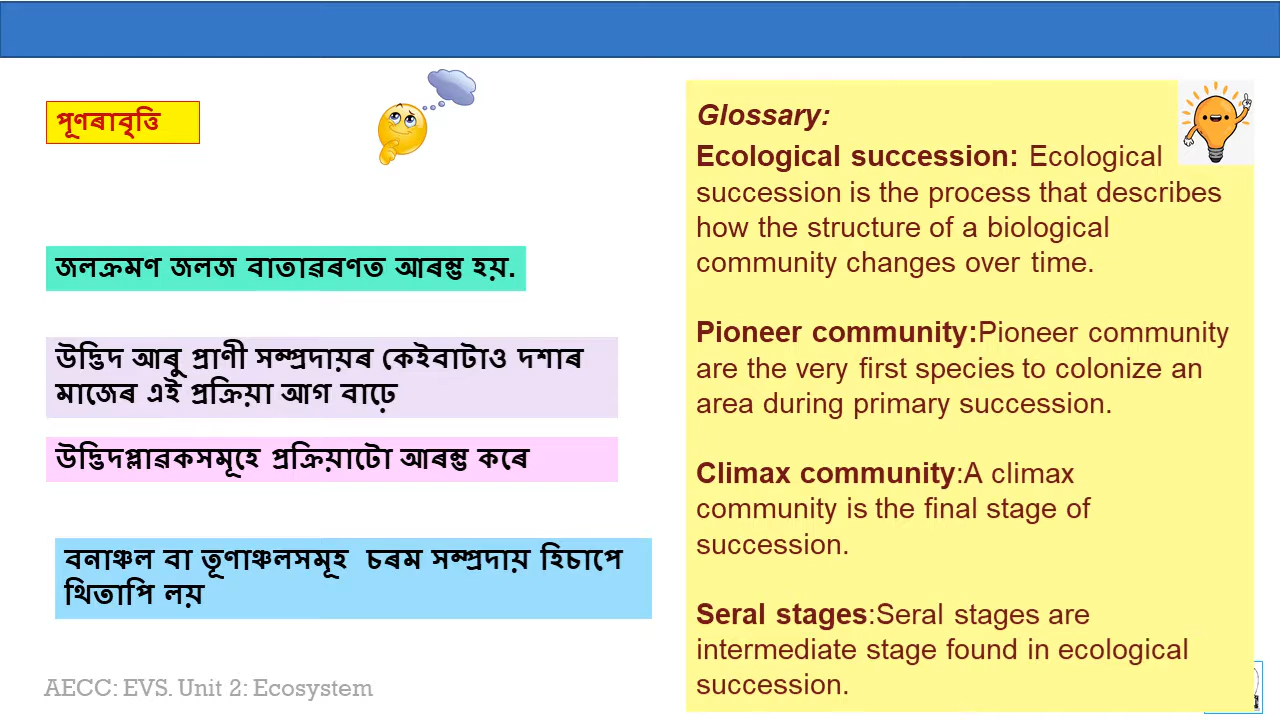 পূণৰাবৃত্তি
জলক্ৰমণ জলজ বাতাৱৰণত আৰম্ভ হয়.
উদ্ভিদ আৰু প্ৰাণী সম্প্ৰদায়ৰ কেইবাটাও দশাৰ
মাজেৰ এই প্ৰক্ৰিয়া আগ বাঢ়ে
উদ্ভিদপ্লাৱকসমূহে প্ৰক্ৰিয়াটো আৰম্ভ কৰে
বনাঞ্চল বা তৃণাঞ্চলসমূহ চৰম সম্প্ৰদায় হিচাপে
থিতাপি লয়
AECC: EVS. Unit 2: Ecosystem
Glossary:
Ecological succession: Ecological
succession is the process that describes
how the structure of a biological
community changes over time.
Pioneer community:Pioneer community
are the very first species to colonize an
area during primary succession.
Climax community:A climax
community is the final stage of
succession.
Seral stages:Seral stages are
intermediate stage found in ecological
succession.